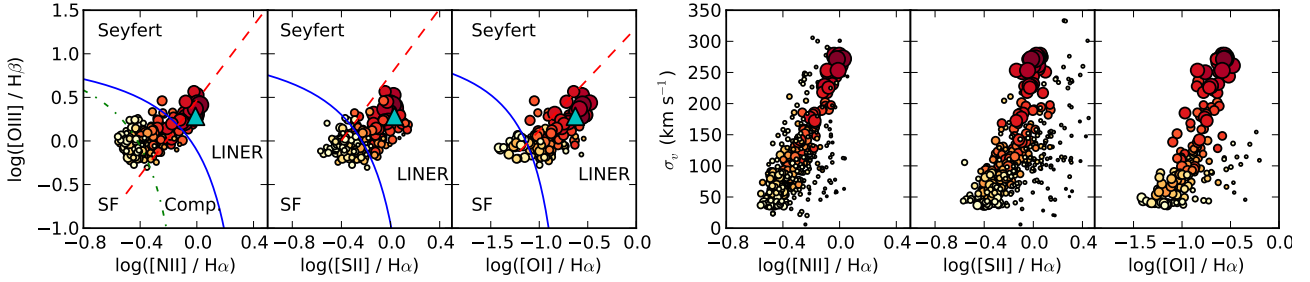 log([OIII] / Hβ)
1.5
1.0
0.5
0.0
−0.5
−1.0
Seyfert
LINER
SF
Comp
−0.8
−0.4
0.0
0.4
log([NII] / Hα)
Seyfert
LINER
SF
−0.8
−0.4
0.0
0.4
log([SII] / Hα)
Seyfert
LINER
SF
−1.5
−1.0
−0.5
0.0
log([OI] / Hα)
σv (km s−1)
350
300
250
200
150
100
50
0
−0.8
−0.4
0.0
0.4
log([NII] / Hα)
−0.8
−0.4
0.0
0.4
log([SII] / Hα)
−1.5
−1.0
−0.5
0.0
log([OI] / Hα)